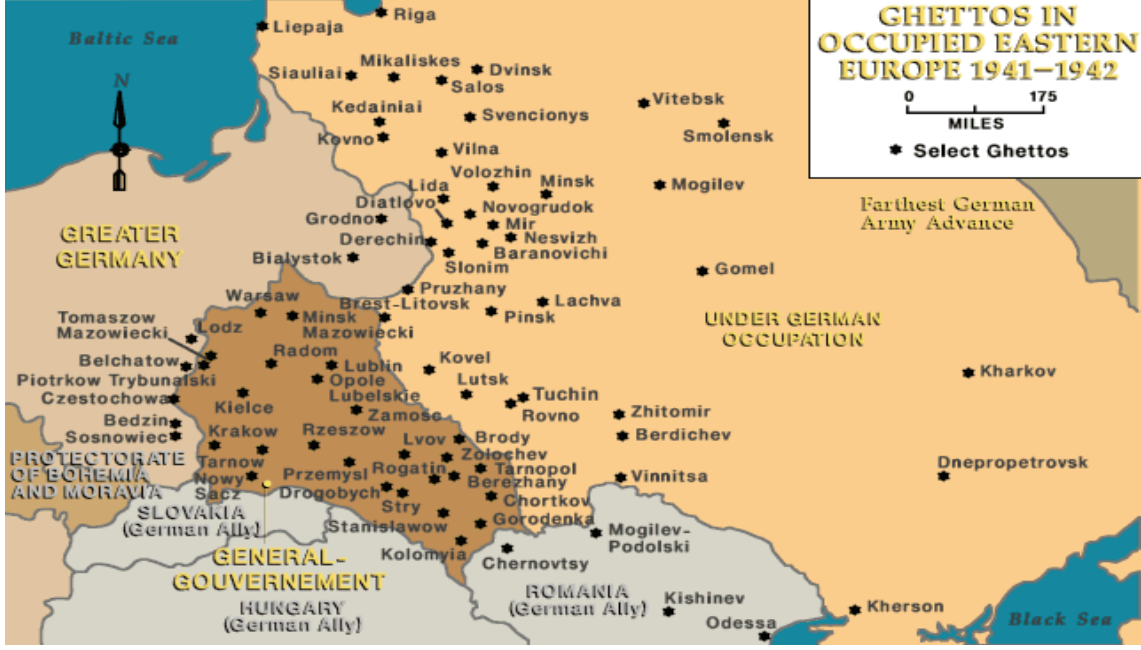 GHETTOS IN
OCCUPIED EASTERN
EUROPE 1941–1942
0 175
MILES
Select Ghettos
Baltic Sea
N
Riga
Liepaja
Mikaliskes
Siauliai
Dvinsk
Salos
Vitebsk
Kedainiai
Svencionys
Smolensk
Kovno
Vilna
Volozhin
Lida
Minsk
Mogilev
Diatlovo
Novogrudok
Farthest German
Army Advance
Grodno
Mir
GREATER
GERMANY
Derechin
Nesvizh
Baranovichi
Bialystok
Slonim
Gomel
Pruzhany
Warsaw
Brest-Litovsk
Lachva
Tomaszow
Mazowiecki
Lodz
Minsk
Mazowiecki
Pinsk
UNDER GERMAN
OCCUPATION
Belchatow
Radom
Lublin
Kovel
Kharkov
Piotrkow Trybunalski
Opole
Lubelskie
Lutsk
Tuchin
Czestochowa
Kielce
Zamosc
Rovno
Zhitomir
Bedzin
Sosnowiec
Krakow
Rzeszow
Lvov
Brody
Berdichev
PROTECTORATE
OF BOHEMIA
AND MORAVIA
Tarnow
Zolochev
Przemysl
Rogatin
Tarnopol
Dnepropetrovsk
Nowy
Sacz
Drogobych
Berezhany
Vinnitsa
Chortkov
SLOVAKIA
(German Ally)
Stry
Stanislawow
Gorodenka
Mogilev-
Podolski
GENERAL-
GOUVERNEMENT
Kolomyia
Chernovtsy
HUNGARY
(German Ally)
ROMANIA
(German Ally)
Kishinev
Kherson
Odessa
Black Sea